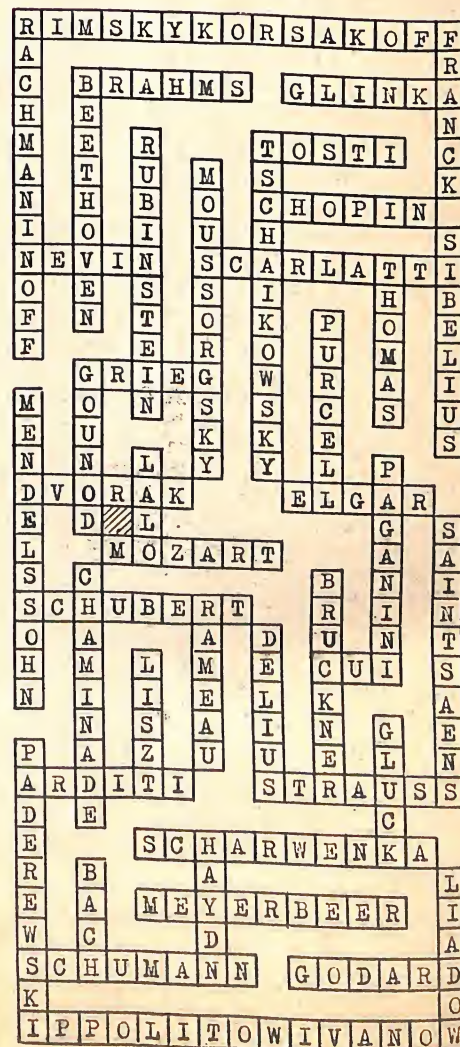 RIMSKYKORSAKOFF
RACHMANINOFF
FRANCK
BRAHMS
BEETHOVEN
GLINKA
RUBINSTEIN
TOSTI
TSCHAIKOWSKY
MOUSSORGSKY
CHOPIN
NEVIN
SCARLATTI
SIBELIUS
THOMAS
PURCELL
GRIEG
GOUNOD
MENDELSSOHN
LALO
PAGANINI
DVORAK
ELGAR
SAINTSAENS
MOZART
CHAMINADE
BRUCKNER
SCHUBERT
RAMEAU
DELIUS
LISZT
CUI
GLUCK
PADEREWSKI
ARDITI
STRAUSS
SCHARWENKA
HAYDN
BACH
LIADOW
MEYERBEER
SCHUMANN
GODARD
IPPOLITOWIVANOW